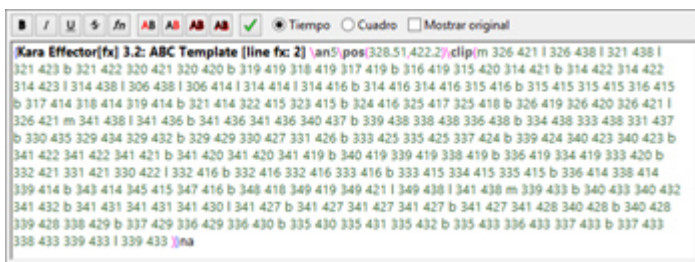 B I U S fn AB AB AB AB Tiempo Cuadro Mostrar original
{Kara Effector[fx] 3.2: ABC Template [line fx: 2] \an5\pos(328.51,422.2)\clip(m 326 421 l 326 438 l 321 438 l
321 423 b 321 422 320 421 320 420 b 319 419 318 419 317 419 b 316 419 315 420 314 421 b 314 422 314 422
314 423 l 314 438 l 306 438 l 306 414 l 314 414 l 314 416 b 314 416 314 416 315 416 b 315 415 315 415 316 415
b 317 414 318 414 319 414 b 321 414 322 415 323 415 b 324 416 325 417 325 418 b 326 419 326 420 326 421 l
326 421 m 341 438 l 341 436 b 341 436 341 436 340 437 b 339 438 338 438 336 438 b 334 438 333 438 331 437
b 330 435 329 434 329 432 b 329 429 330 427 331 426 b 333 425 335 425 337 424 b 339 424 340 423 340 423 b
341 422 341 422 341 421 b 341 420 341 420 341 419 b 340 419 339 419 338 419 b 336 419 334 419 333 420 b
332 421 331 421 330 422 l 332 416 b 332 416 332 416 333 416 b 333 415 334 415 335 415 b 336 414 338 414
339 414 b 343 414 345 415 347 416 b 348 418 349 419 349 421 l 349 438 l 341 438 m 339 433 b 340 433 340 432
341 432 b 341 431 341 431 341 430 l 341 427 b 341 427 341 427 341 427 b 341 427 341 428 340 428 b 340 428
339 428 338 429 b 337 429 336 429 336 430 b 335 430 335 431 335 432 b 335 433 336 433 337 433 b 337 433
338 433 339 433 l 339 433 )}na